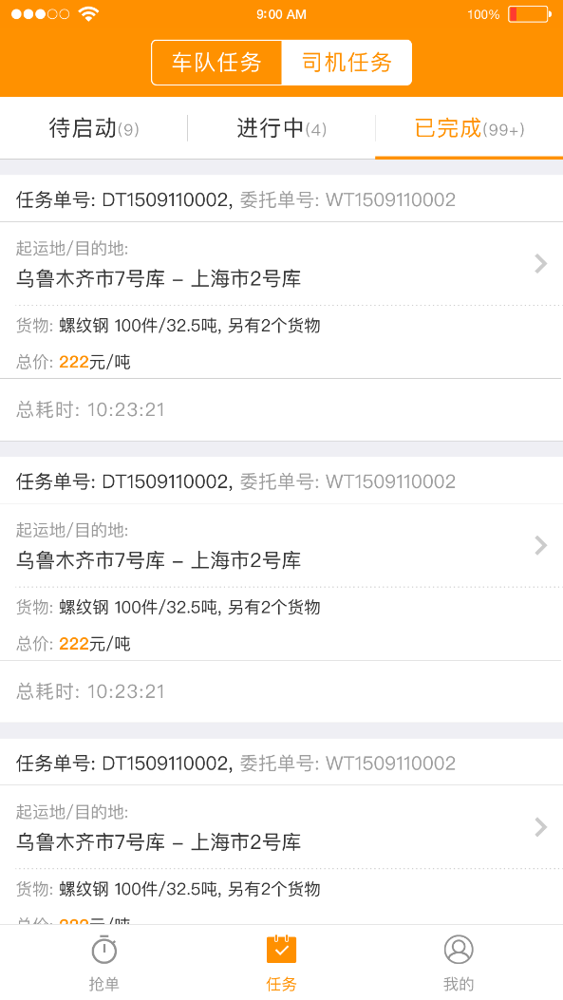 9:00 AM 100%
车队任务 司机任务
待启动(9) 进行中(4) 已完成(99+)
任务单号: DT1509110002, 委托单号: WT1509110002
起运地/目的地:
乌鲁木齐市7号库 – 上海市2号库
货物: 螺纹钢 100件/32.5吨, 另有2个货物
总价: 222元/吨
总耗时: 10:23:21
任务单号: DT1509110002, 委托单号: WT1509110002
起运地/目的地:
乌鲁木齐市7号库 – 上海市2号库
货物: 螺纹钢 100件/32.5吨, 另有2个货物
总价: 222元/吨
总耗时: 10:23:21
任务单号: DT1509110002, 委托单号: WT1509110002
起运地/目的地:
乌鲁木齐市7号库 – 上海市2号库
货物: 螺纹钢 100件/32.5吨, 另有2个货物
总价: 222元/吨
抢单 任务 我的